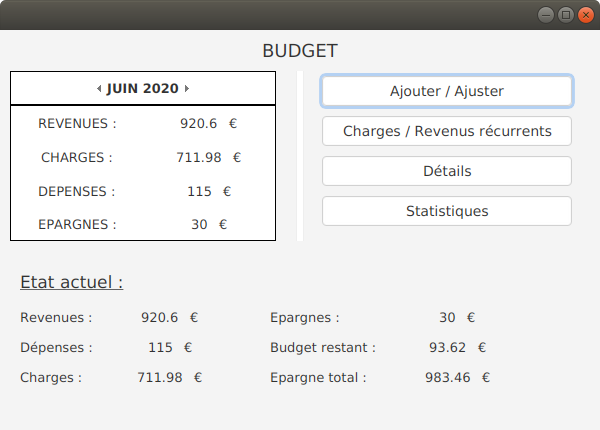 BUDGET
JUIN 2020
REVENUES : 920.6 €
CHARGES : 711.98 €
DEPENSES : 115 €
EPARGNES : 30 €
Ajouter / Ajuster
Charges / Revenus récurrents
Détails
Statistiques
Etat actuel :
Revenues : 920.6 € Epargnes : 30 €
Dépenses : 115 € Budget restant : 93.62 €
Charges : 711.98 € Epargne total : 983.46 €